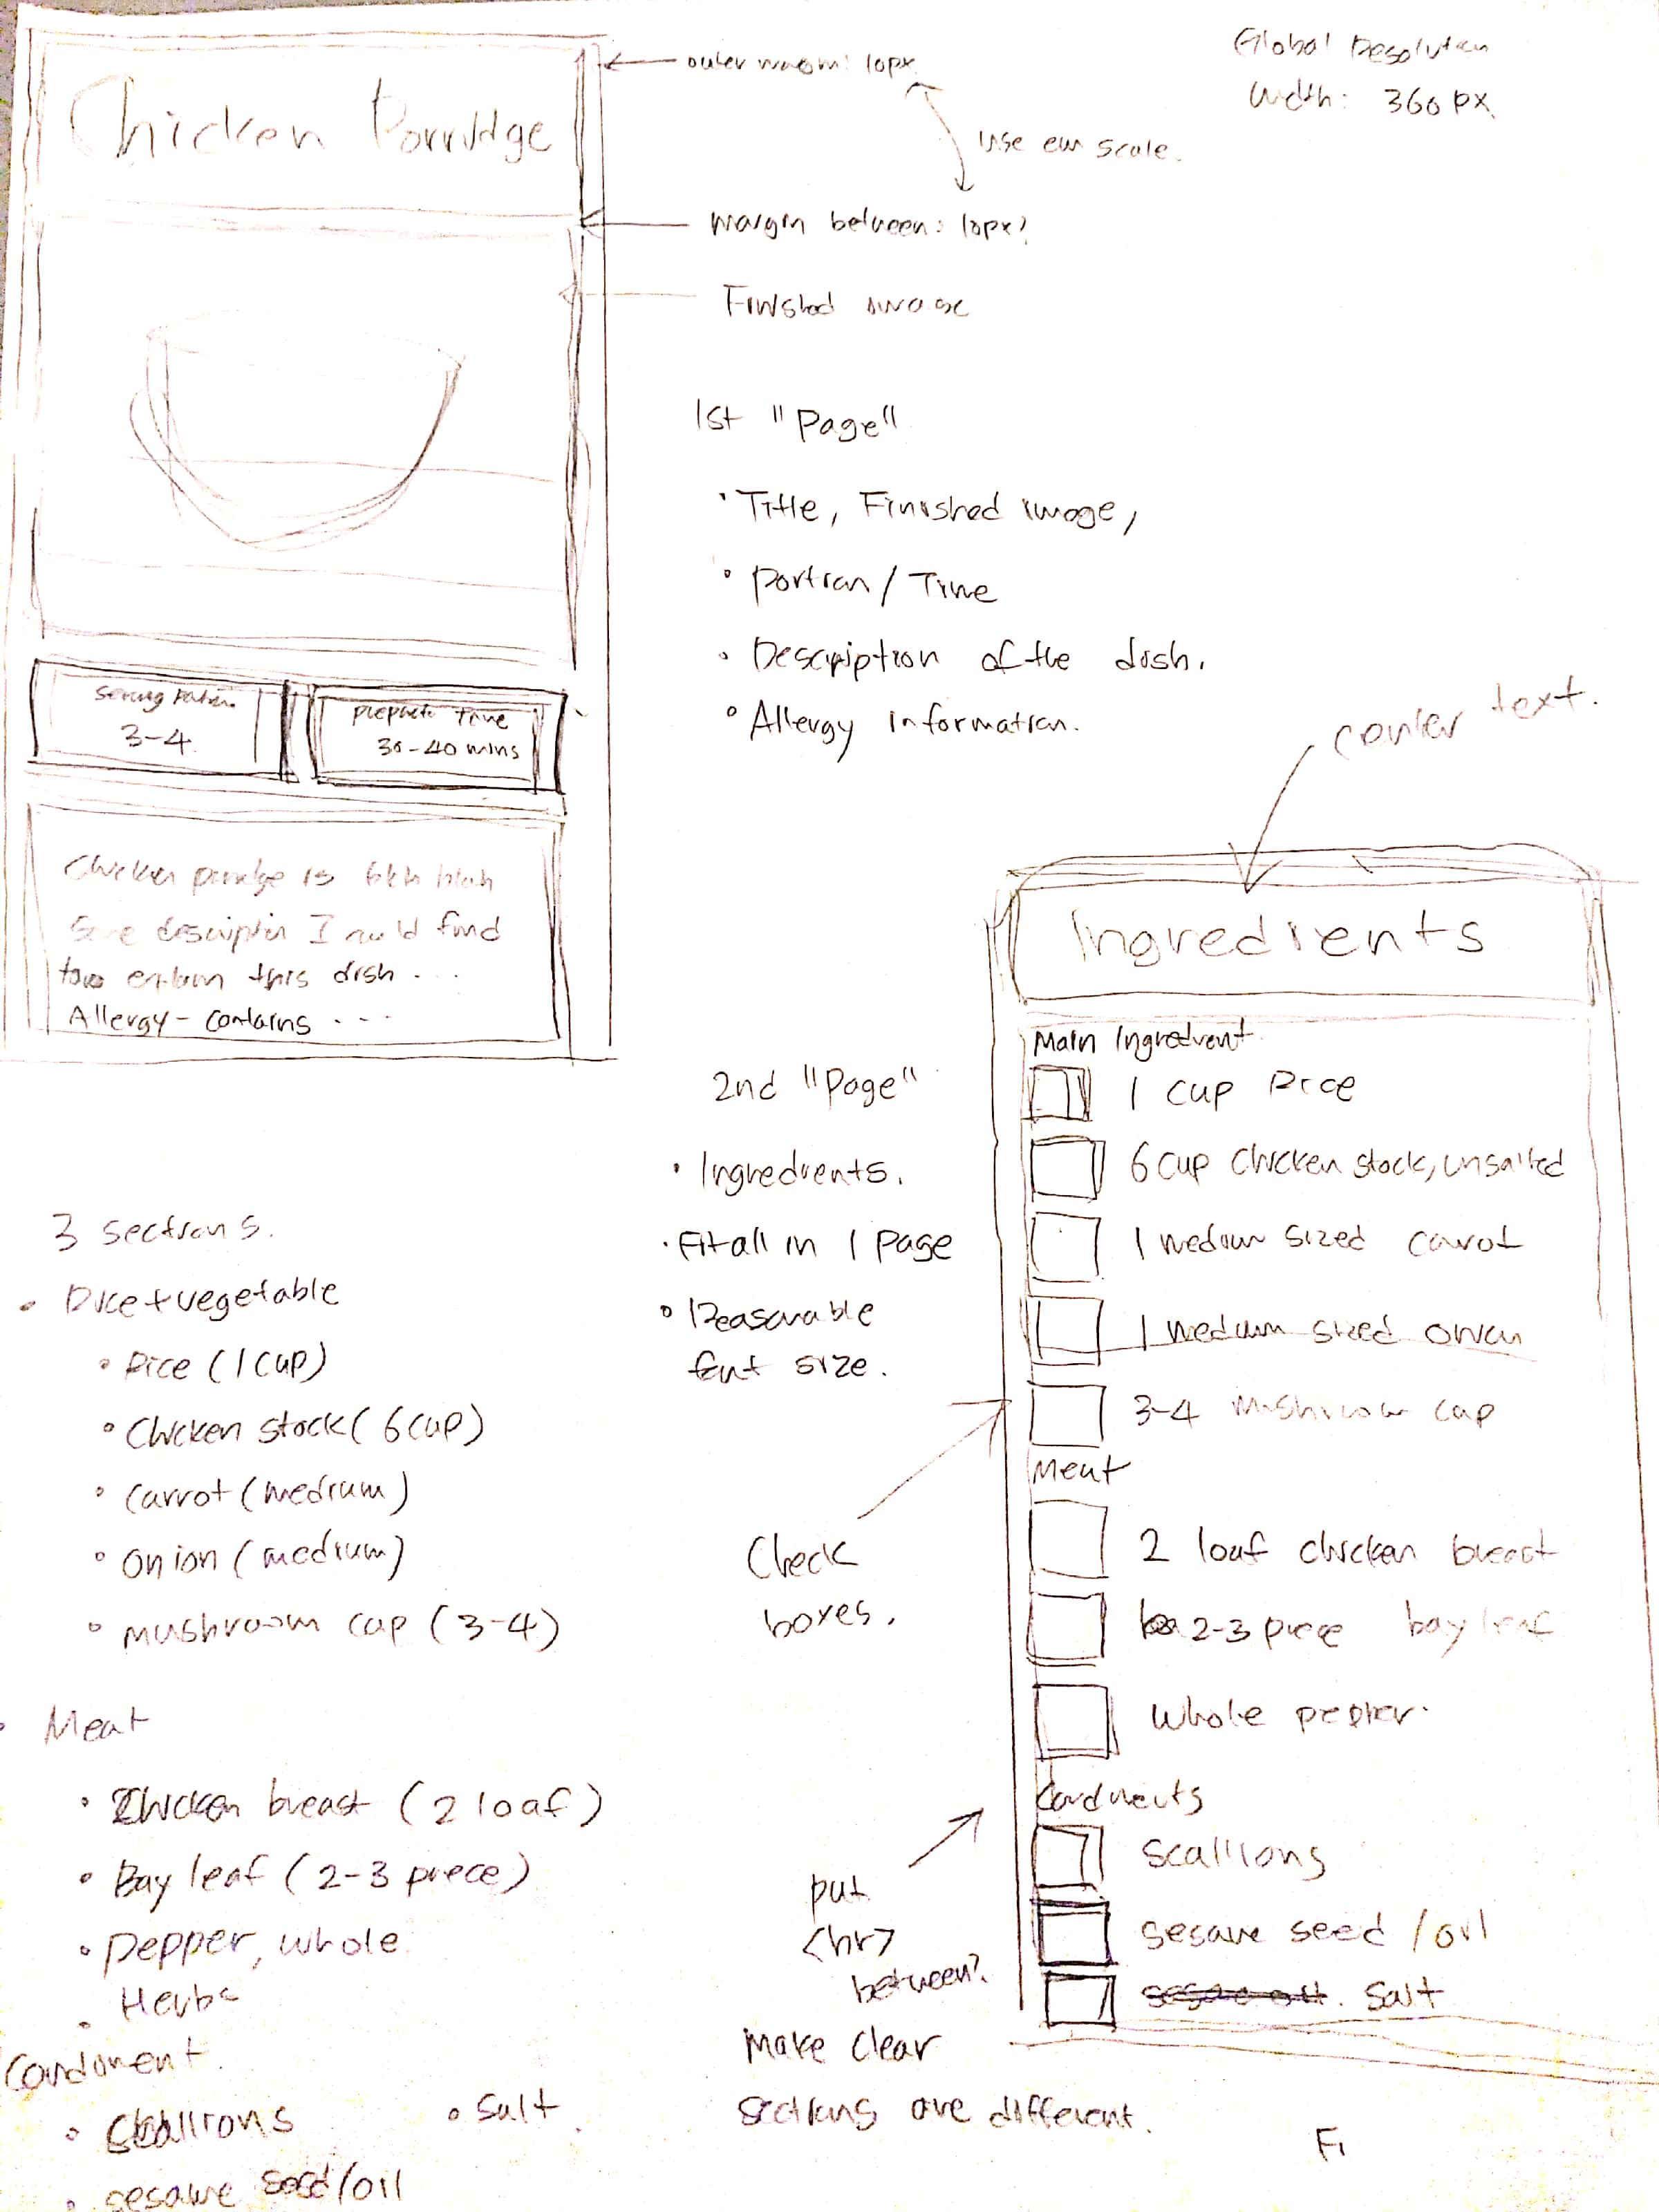 Global Resolution
Width: 360 px
outer margin: 10px
use em scale.
margin between: 10px?
Finished image
Chicken Porridge
Serving Portion
3-4
30-40 mins
Time
Chicken porridge is blah blah
Some description I could find
this dish ...
Allergy - contains ...
1st "Page"
• Title, Finished image,
• Portion / Time
• Description of the dish.
• Allergy information.
center text.
2nd "Page"
• Ingredients.
• Fit all in 1 Page
• Reasonable
font size.
Check
boxes.
put
<hr>
between?
Make clear
sections are different.
Ingredients
Main Ingredient
1 cup Rice
6 cup chicken stock, unsalted
1 medium sized carrot
1 medium sized onion
3-4 mushroom cap
Meat
2 loaf chicken breast
2-3 piece bay leaf
whole pepper
Condments
Scallions
sesame seed / oil
Salt
Fi
3 sections.
• Rice + vegetable
• Rice (1 cup)
• Chicken stock (6 cup)
• Carrot (medium)
• Onion (medium)
• mushroom cap (3-4)
• Meat
• Chicken breast (2 loaf)
• Bay leaf (2-3 piece)
• Pepper, whole
• Herbs
Condiment
• Scallions
• Salt
• sesame seed/oil